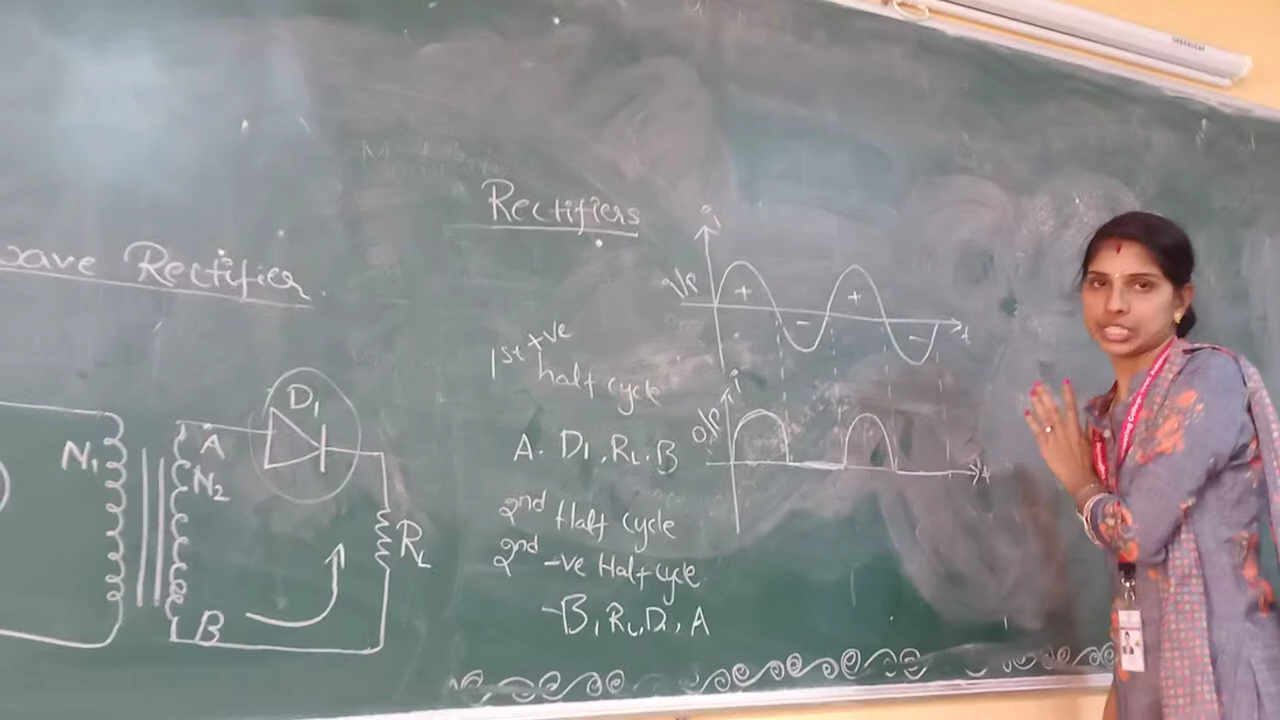 Rectifiers
wave Rectifier.
i
i/p
+
-
+
-
t
1st +ve
half cycle
i
o/p
t
D1
A
N1
N2
RL
B
A. D1, RL. B
2nd Half cycle
2nd -ve Half cycle
-B, RL, D1, A